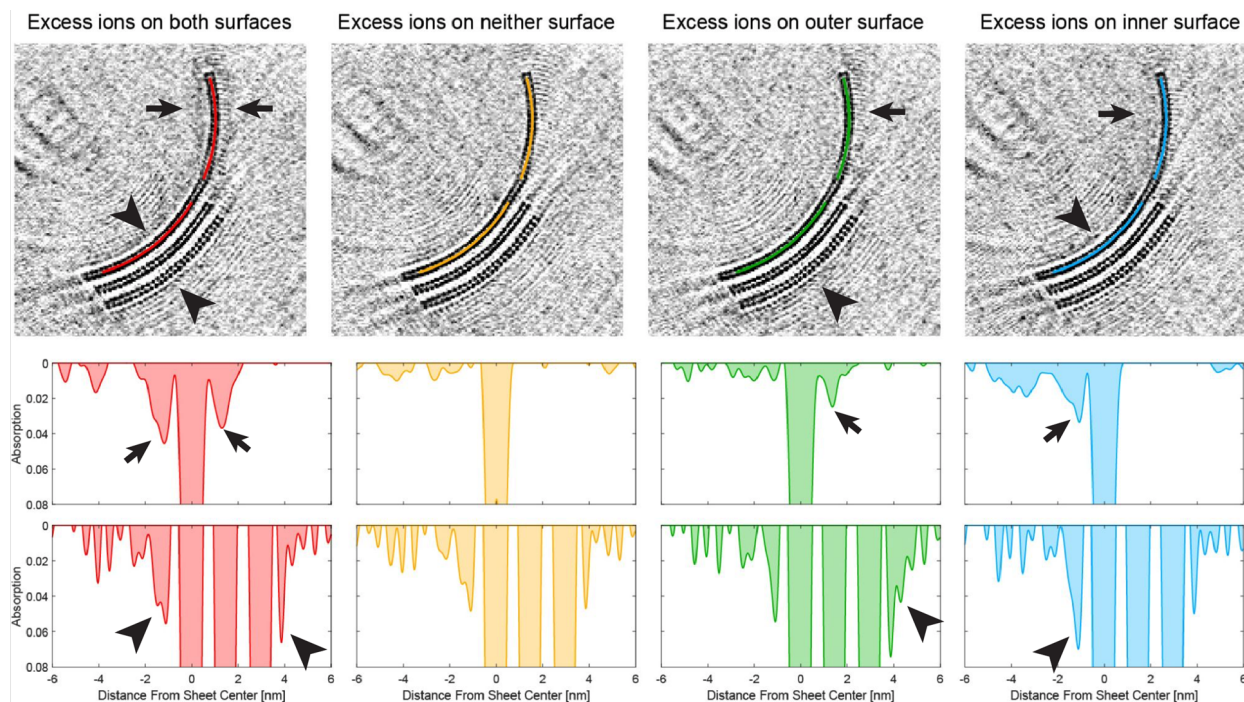 Excess ions on both surfaces
Excess ions on neither surface
Excess ions on outer surface
Excess ions on inner surface
Absorption
0
0.02
0.04
0.06
0.08
Absorption
0
0.02
0.04
0.06
0.08
-6 -4 -2 0 2 4 6
-6 -4 -2 0 2 4 6
-6 -4 -2 0 2 4 6
-6 -4 -2 0 2 4 6
Distance From Sheet Center [nm]
Distance From Sheet Center [nm]
Distance From Sheet Center [nm]
Distance From Sheet Center [nm]